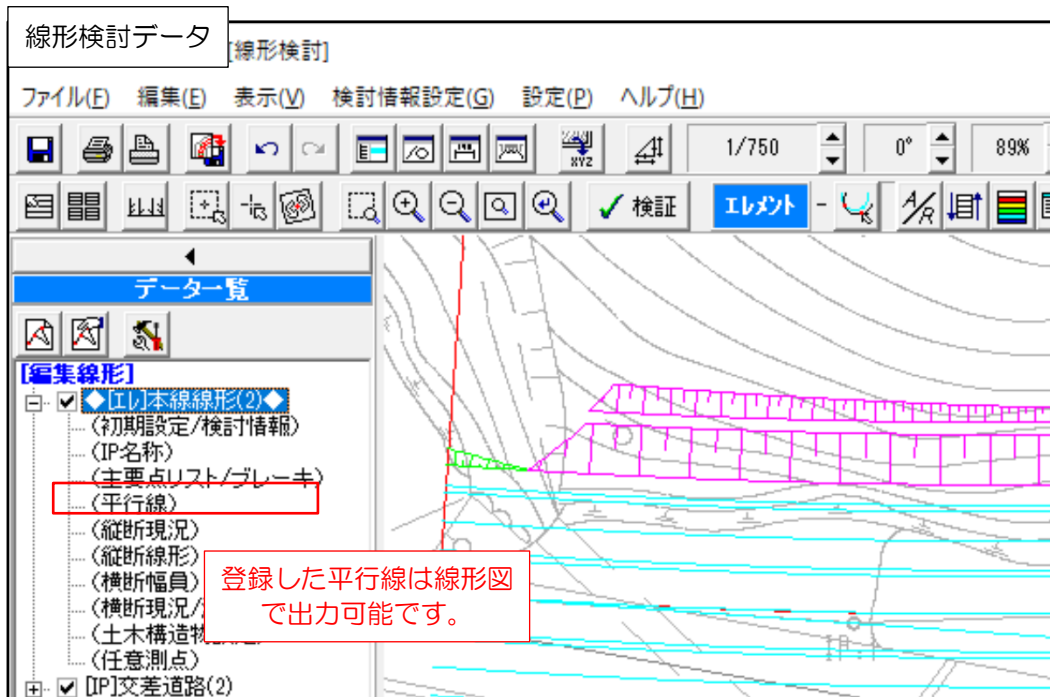 線形検討データ
[線形検討]
ファイル(F) 編集(E) 表示(V) 検討情報設定(G) 設定(P) ヘルプ(H)
XYZ 1/750 0° 89%
検証 エレメント - A/R
データ一覧
[編集線形]
◆[エレ]本線線形(2)◆
(初期設定/検討情報)
(IP名称)
(主要点リスト/ブレーキ)
(平行線)
(縦断現況)
(縦断線形)
(横断幅員)
(横断現況/
(土木構造物
(任意測点)
[IP]交差道路(2)
登録した平行線は線形図
で出力可能です。